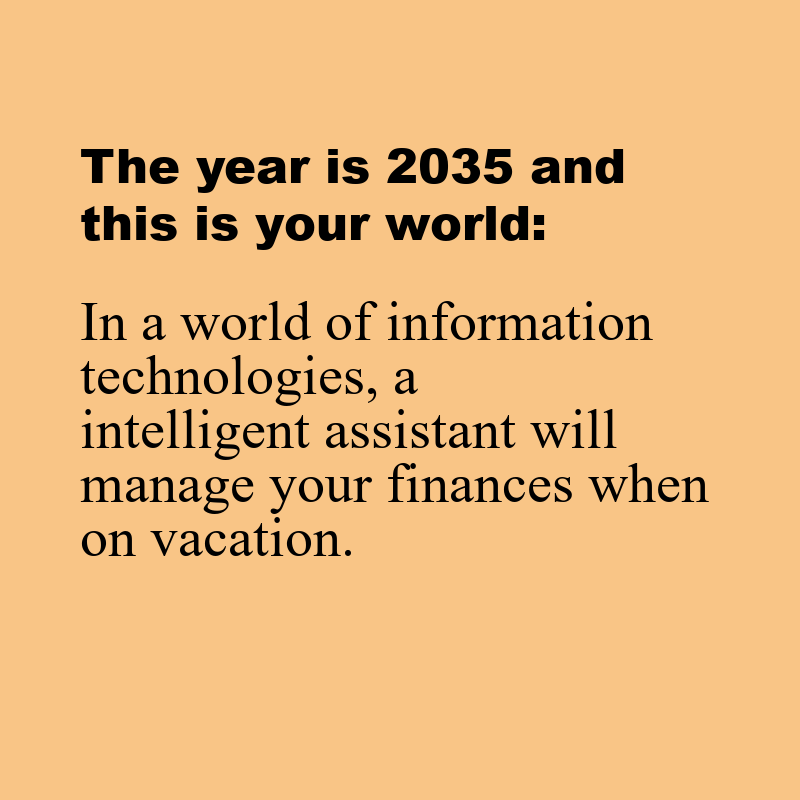 The year is 2035 and
this is your world:
In a world of information
technologies, a
intelligent assistant will
manage your finances when
on vacation.